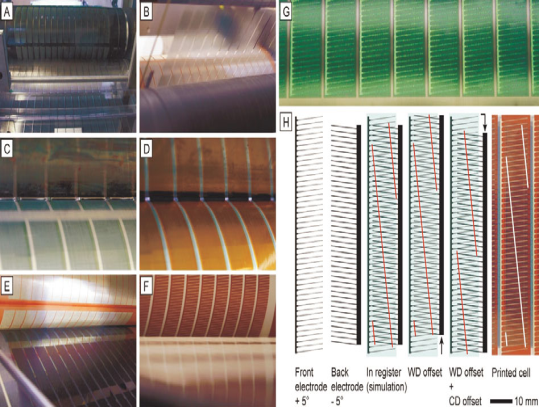 A
B
G
H
C
D
E
F
Front
electrode
+ 5°
Back
electrode
- 5°
In register
(simulation)
WD offset
WD offset
+
CD offset
Printed cell
10 mm